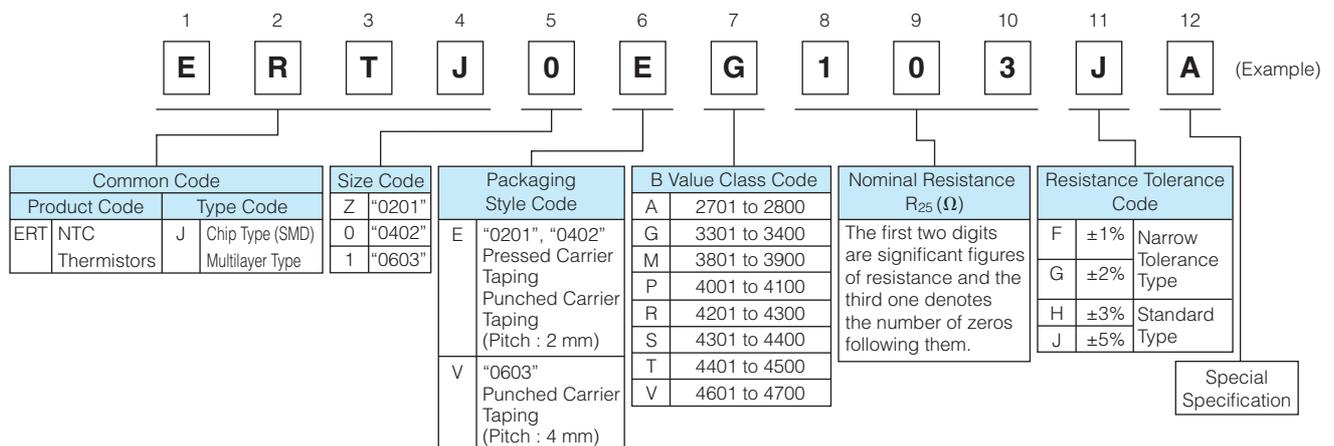 1 2 3 4 5 6 7 8 9 10 11 12
E R T J 0 E G 1 0 3 J A (Example)
Common Code
Product Code Type Code
ERT NTC Thermistors
J Chip Type (SMD)
Multilayer Type
Size Code
Z "0201"
0 "0402"
1 "0603"
Packaging
Style Code
E "0201", "0402"
Pressed Carrier
Taping
Punched Carrier
Taping
(Pitch : 2 mm)
V "0603"
Punched Carrier
Taping
(Pitch : 4 mm)
B Value Class Code
A 2701 to 2800
G 3301 to 3400
M 3801 to 3900
P 4001 to 4100
R 4201 to 4300
S 4301 to 4400
T 4401 to 4500
V 4601 to 4700
Nominal Resistance
R25 (Ω)
The first two digits
are significant figures
of resistance and the
third one denotes
the number of zeros
following them.
Resistance Tolerance
Code
F ±1%
G ±2%
Narrow
Tolerance
Type
H ±3%
J ±5%
Standard
Type
Special
Specification